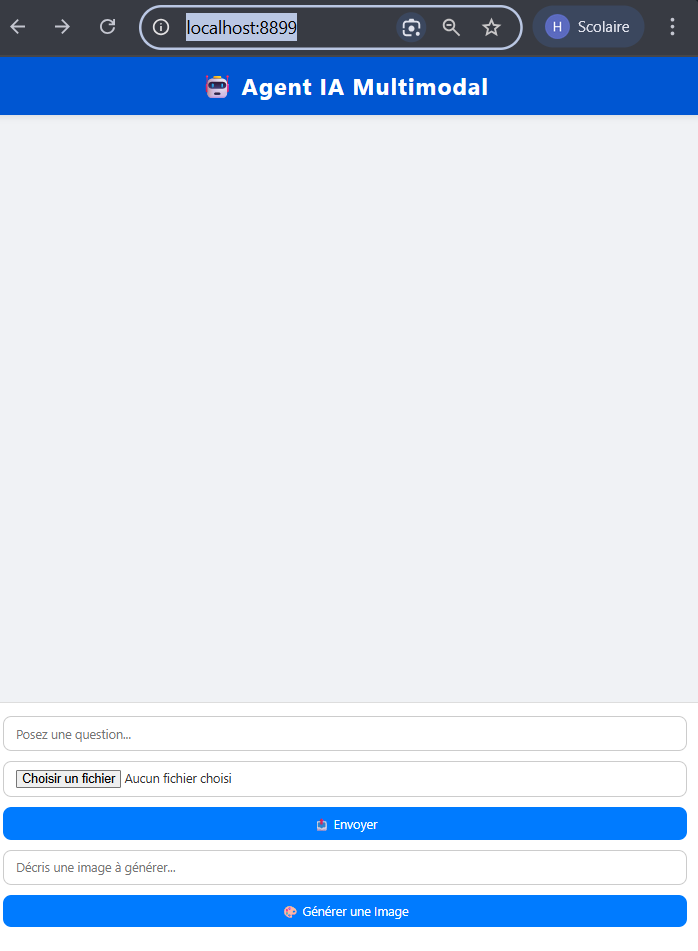 localhost:8899
H Scolaire
Agent IA Multimodal
Posez une question...
Choisir un fichier Aucun fichier choisi
Envoyer
Décris une image à générer...
Générer une Image